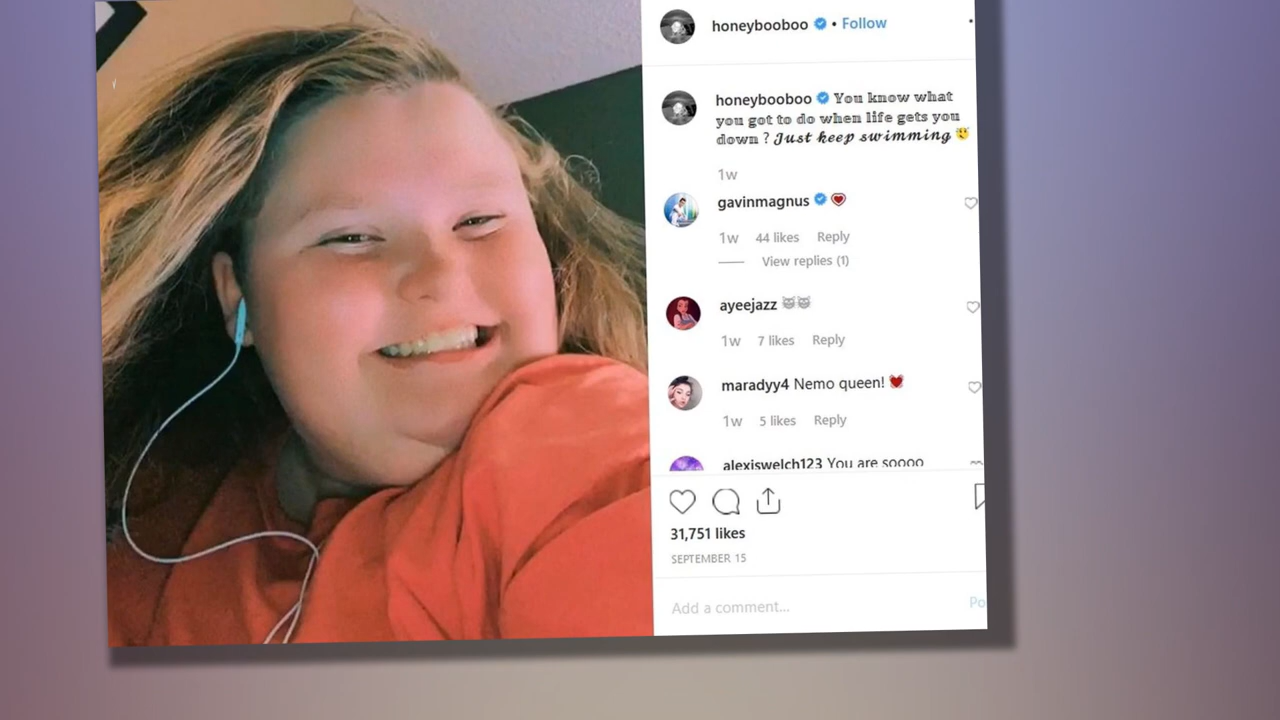 honeybooboo • Follow
honeybooboo You know what
you got to do when life gets you
down ? Just keep swimming
1w
gavinmagnus
1w 44 likes Reply
View replies (1)
ayeejazz
1w 7 likes Reply
maradyy4 Nemo queen!
1w 5 likes Reply
alexiswelch123 You are soooo
31,751 likes
SEPTEMBER 15
Add a comment...
Po